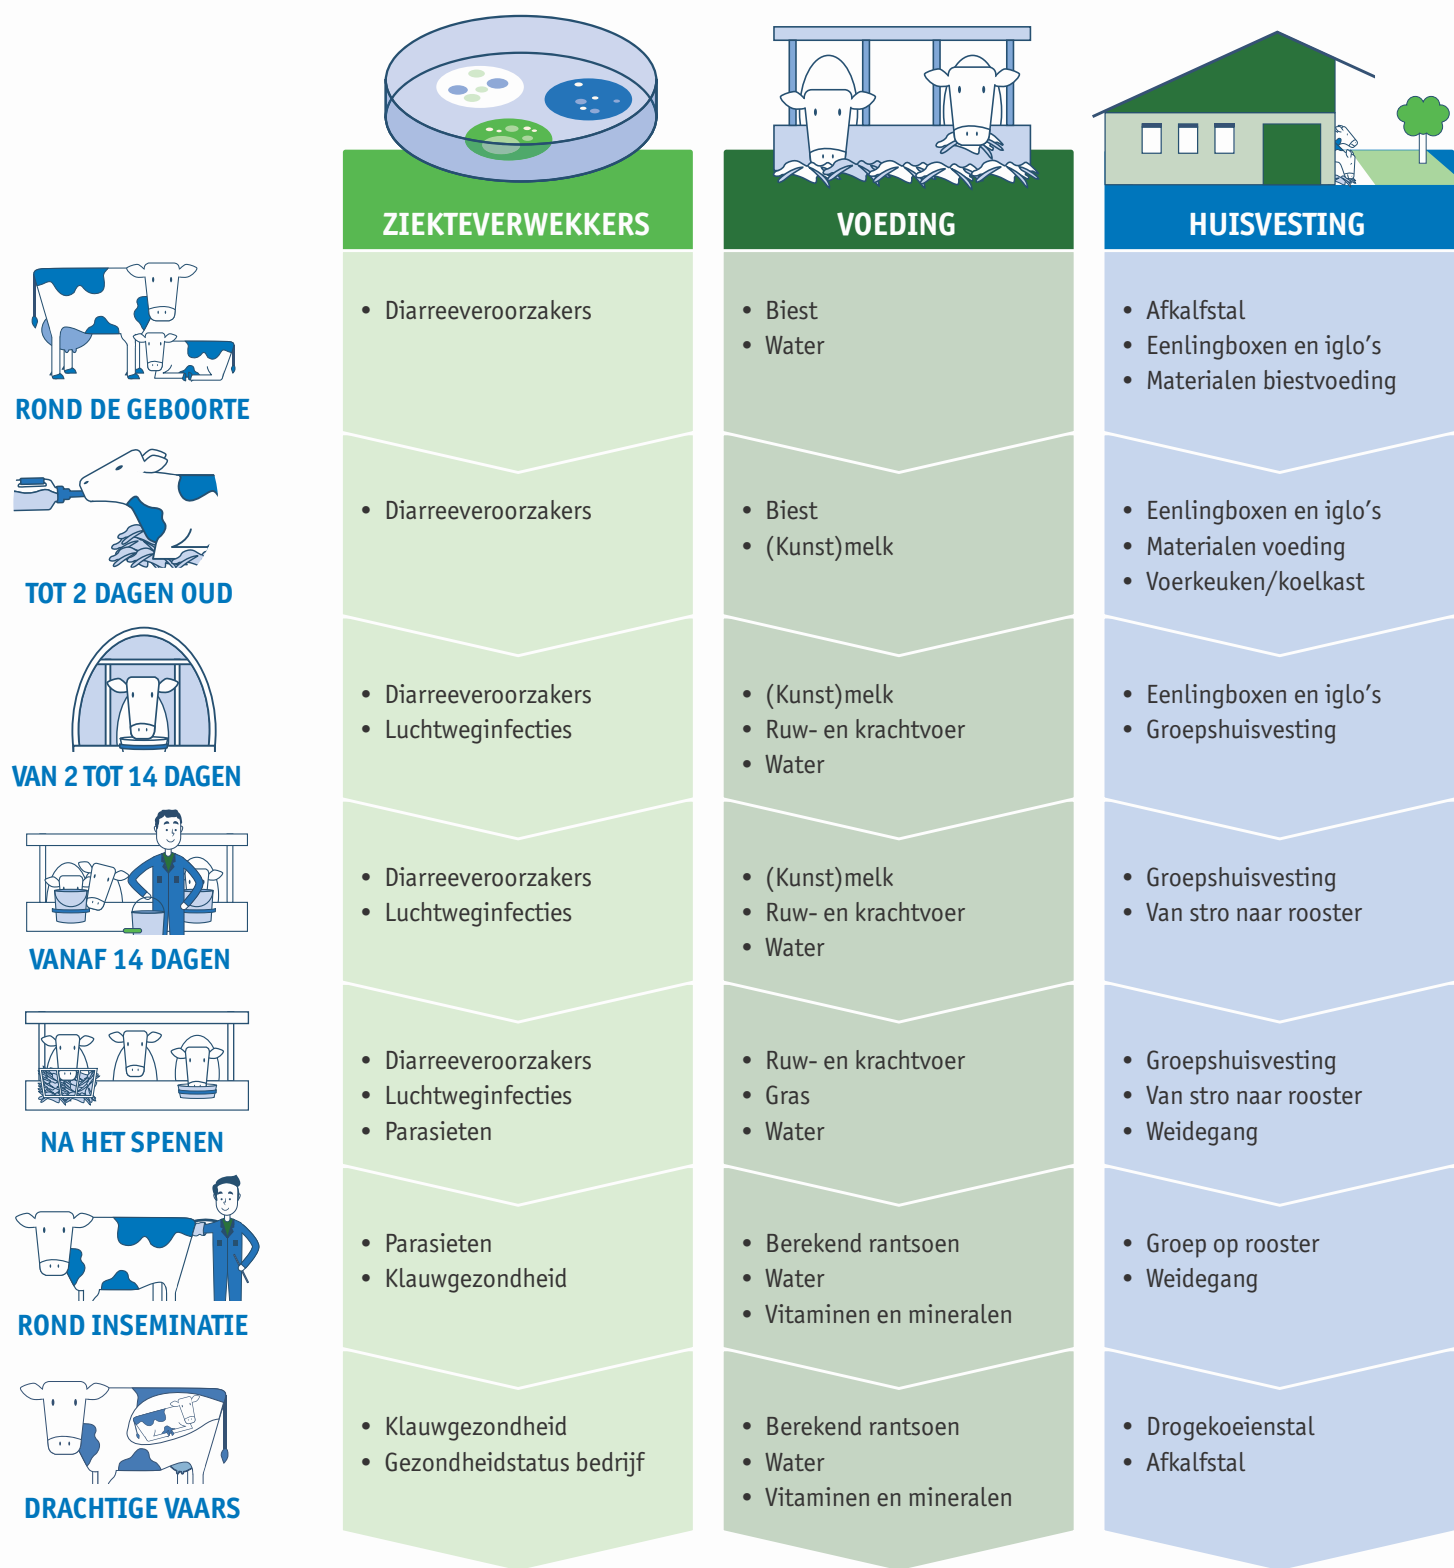 ZIEKTEVERWEKKERS
VOEDING
HUISVESTING
ROND DE GEBOORTE
• Diarreeveroorzakers
• Biest
• Water
• Afkalfstal
• Eenlingboxen en iglo’s
• Materialen biestvoeding
TOT 2 DAGEN OUD
• Diarreeveroorzakers
• Biest
• (Kunst)melk
• Eenlingboxen en iglo’s
• Materialen voeding
• Voerkeuken/koelkast
VAN 2 TOT 14 DAGEN
• Diarreeveroorzakers
• Luchtweginfecties
• (Kunst)melk
• Ruw- en krachtvoer
• Water
• Eenlingboxen en iglo’s
• Groepshuisvesting
VANAF 14 DAGEN
• Diarreeveroorzakers
• Luchtweginfecties
• (Kunst)melk
• Ruw- en krachtvoer
• Water
• Groepshuisvesting
• Van stro naar rooster
NA HET SPENEN
• Diarreeveroorzakers
• Luchtweginfecties
• Parasieten
• Ruw- en krachtvoer
• Gras
• Water
• Groepshuisvesting
• Van stro naar rooster
• Weidegang
ROND INSEMINATIE
• Parasieten
• Klauwgezondheid
• Berekend rantsoen
• Water
• Vitaminen en mineralen
• Groep op rooster
• Weidegang
DRACHTIGE VAARS
• Klauwgezondheid
• Gezondheidstatus bedrijf
• Berekend rantsoen
• Water
• Vitaminen en mineralen
• Drogekoeienstal
• Afkalfstal